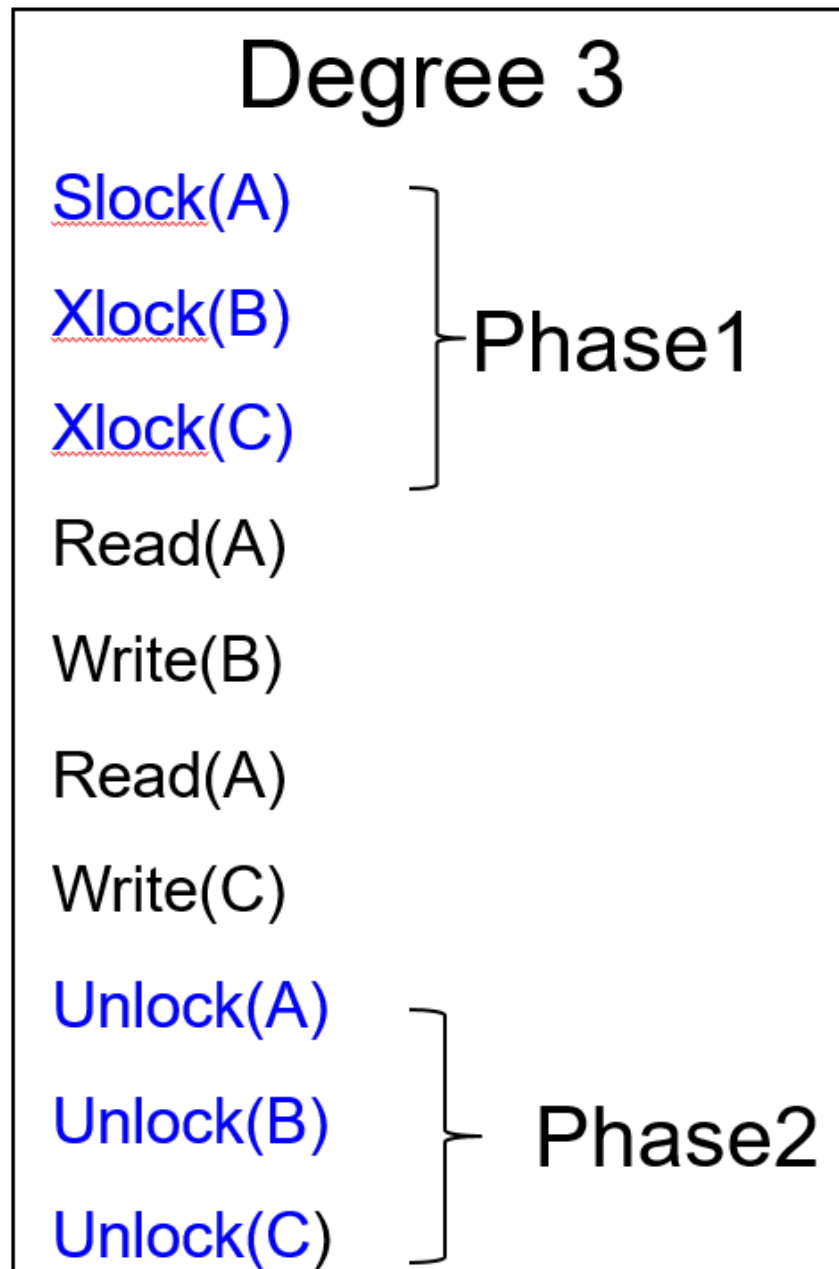 Degree 3
Slock(A)
Xlock(B)
Phase1
Xlock(C)
Read(A)
Write(B)
Read(A)
Write(C)
Unlock(A)
Unlock(B)
Phase2
Unlock(C)